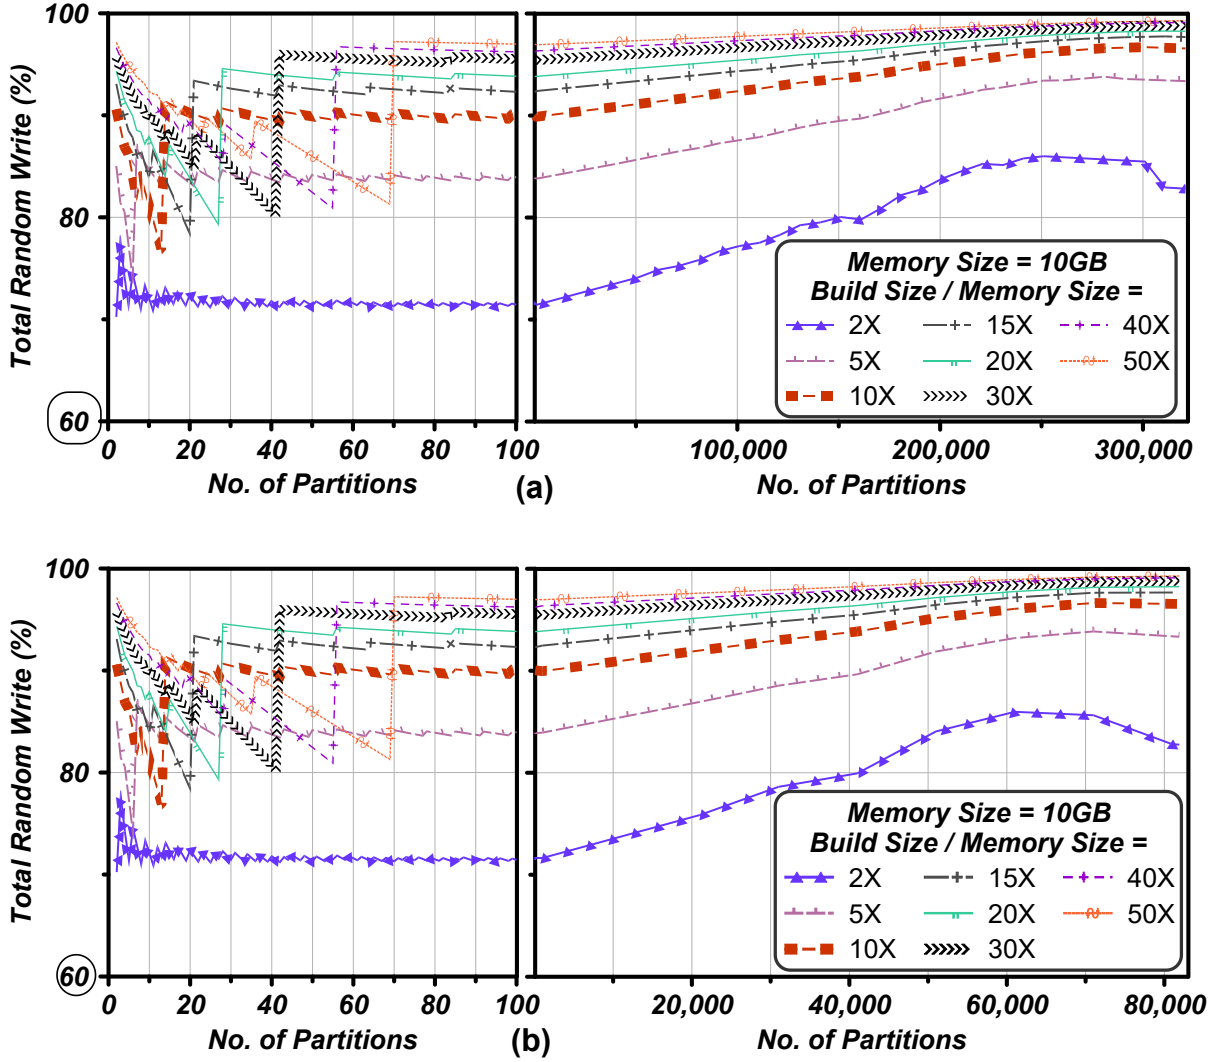 100
80
60
Total Random Write (%)
0 20 40 60 80 100
100,000 200,000 300,000
No. of Partitions
(a)
No. of Partitions
Memory Size = 10GB
Build Size / Memory Size =
2X 15X 40X
5X 20X 50X
10X 30X
100
80
60
Total Random Write (%)
0 20 40 60 80 100
20,000 40,000 60,000 80,000
No. of Partitions
(b)
No. of Partitions
Memory Size = 10GB
Build Size / Memory Size =
2X 15X 40X
5X 20X 50X
10X 30X